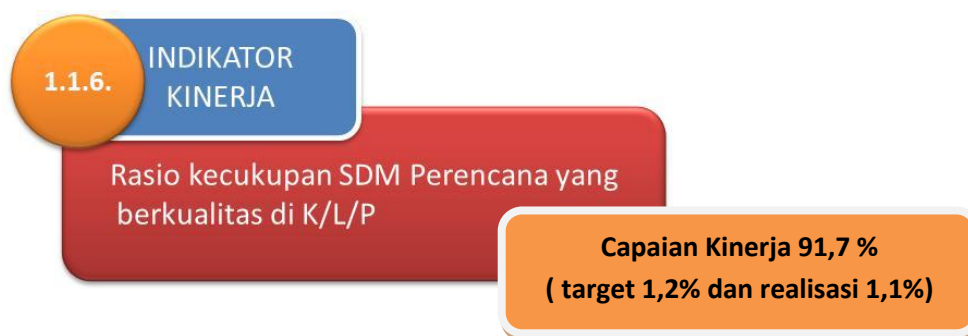 1.1.6.
INDIKATOR
KINERJA
Rasio kecukupan SDM Perencana yang
berkualitas di K/L/P
Capaian Kinerja 91,7 %
( target 1,2% dan realisasi 1,1%)